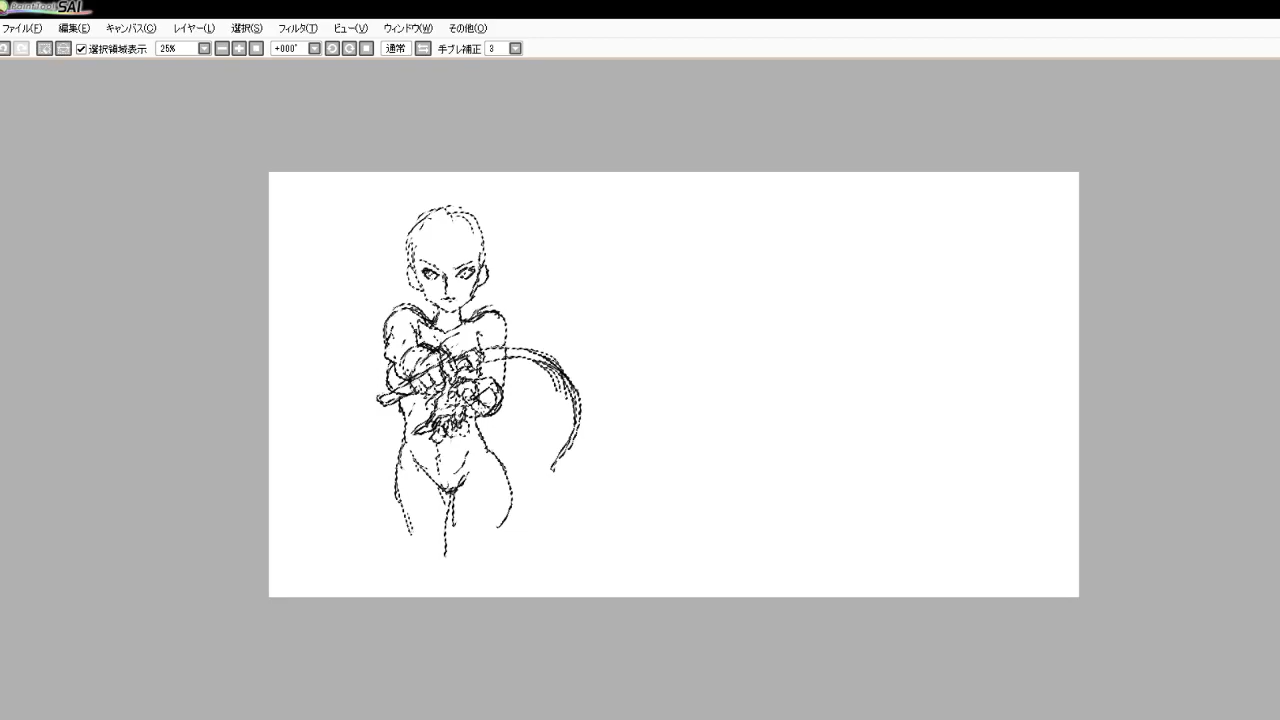 PaintTool SAI
ファイル(F) 編集(E) キャンバス(C) レイヤー(L) 選択(S) フィルタ(T) ビュー(V) ウィンドウ(W) その他(O)
選択領域表示 25% +000° 通常 手ブレ補正 3